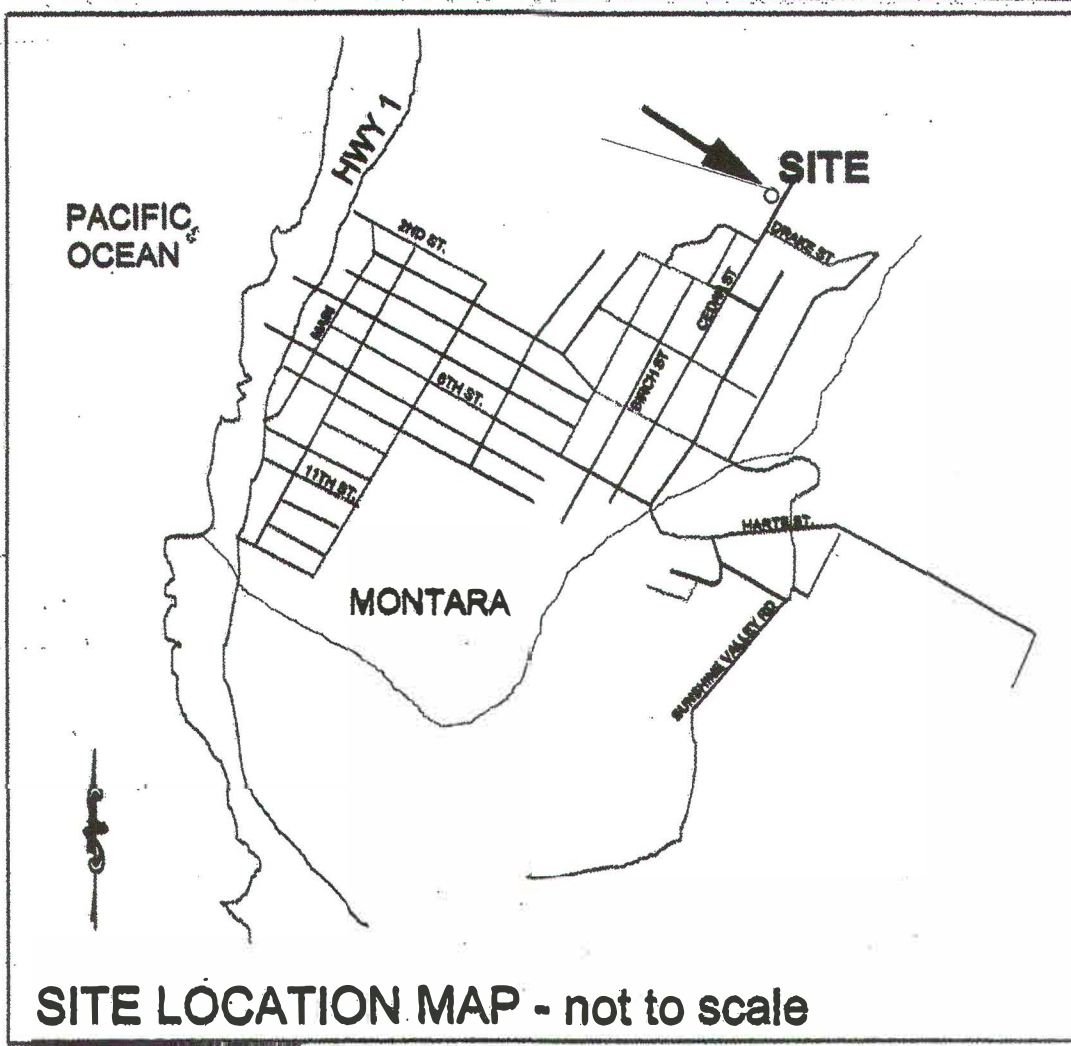 HWY 1
SITE
PACIFIC
OCEAN
2ND ST.
DRAKE ST.
CEDAR ST
MAIN
BIRCH ST
6TH ST.
11TH ST.
HARTE ST.
MONTARA
SUNSHINE VALLEY RD.
SITE LOCATION MAP - not to scale